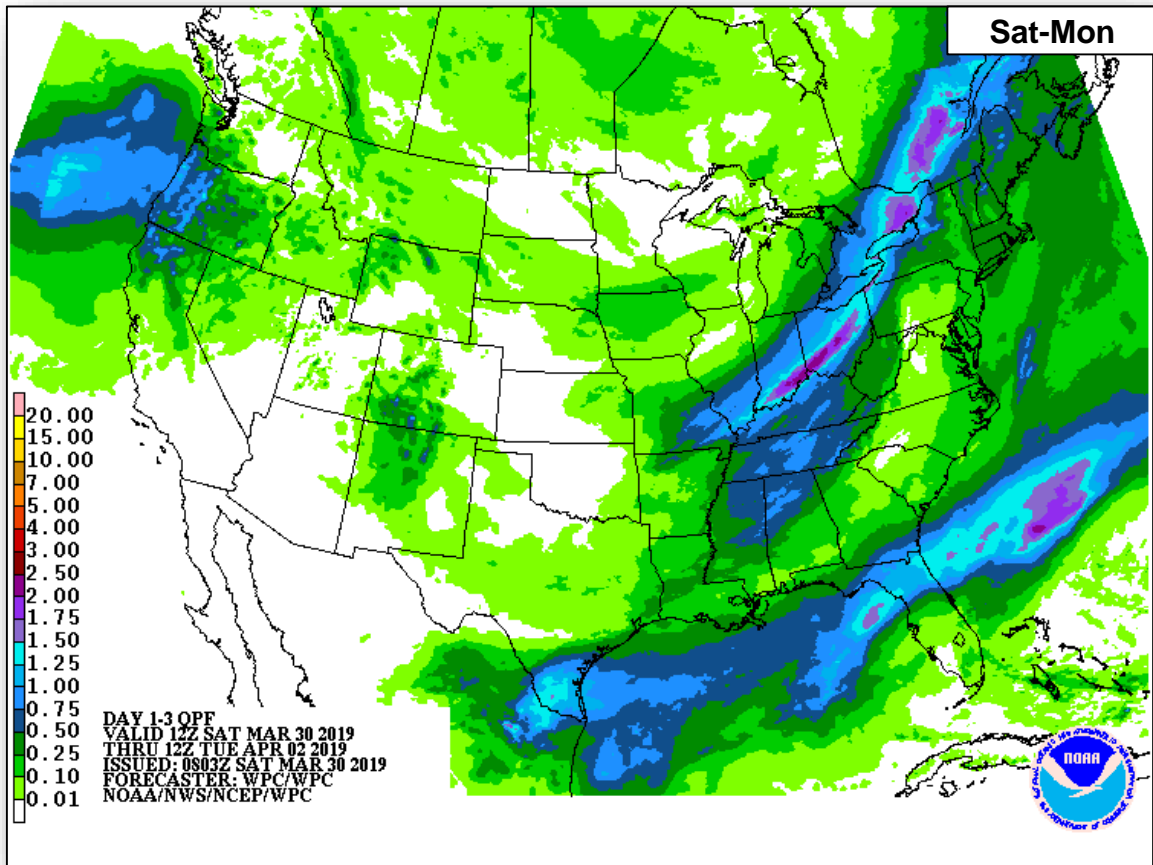 Sat-Mon
20.00
15.00
10.00
7.00
5.00
4.00
3.00
2.50
2.00
1.75
1.50
1.25
1.00
0.75
0.50
0.25
0.10
0.01
DAY 1-3 QPF
VALID 12Z SAT MAR 30 2019
THRU 12Z TUE APR 02 2019
ISSUED: 0803Z SAT MAR 30 2019
FORECASTER: WPC/WPC
NOAA/NWS/NCEP/WPC
NOAA